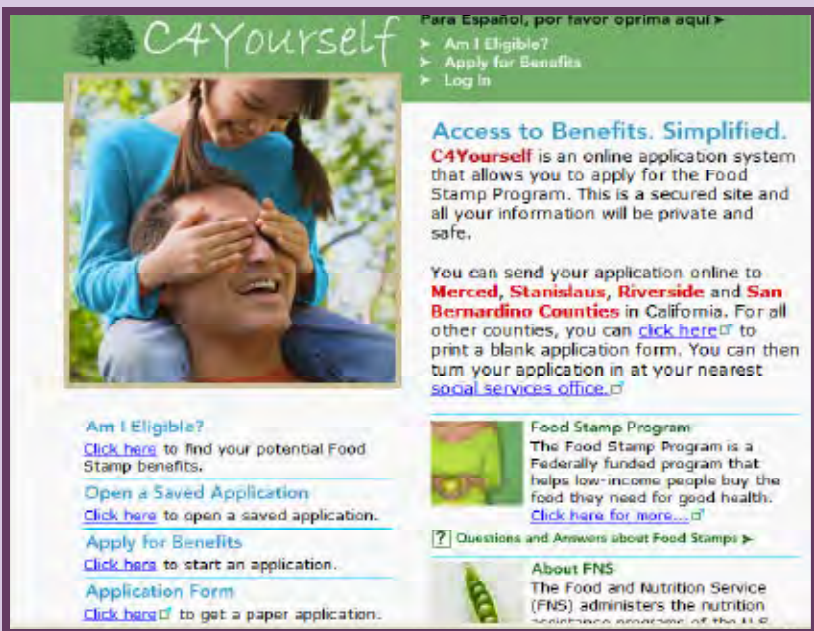 C4Yourself
Para Español, por favor oprima aquí ➤
➤ Am I Eligible?
➤ Apply for Benefits
➤ Log In
Access to Benefits. Simplified.
C4Yourself is an online application system
that allows you to apply for the Food
Stamp Program. This is a secured site and
all your information will be private and
safe.
You can send your application online to
Merced, Stanislaus, Riverside and San
Bernardino Counties in California. For all
other counties, you can click here to
print a blank application form. You can then
turn your application in at your nearest
social services office.
Am I Eligible?
Click here to find your potential Food
Stamp benefits.
Open a Saved Application
Click here to open a saved application.
Apply for Benefits
Click here to start an application.
Application Form
Click here to get a paper application.
Food Stamp Program
The Food Stamp Program is a
Federally funded program that
helps low-income people buy the
food they need for good health.
Click here for more...
? Questions and Answers about Food Stamps ➤
About FNS
The Food and Nutrition Service
(FNS) administers the nutrition
assistance programs of the U.S.